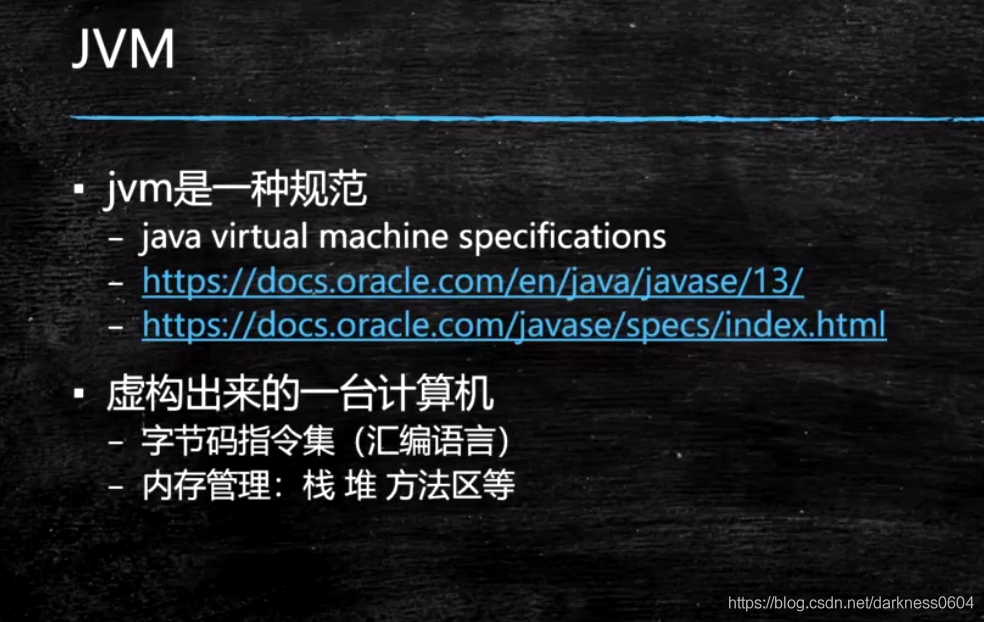 JVM
▪ jvm是一种规范
– java virtual machine specifications
– https://docs.oracle.com/en/java/javase/13/
– https://docs.oracle.com/javase/specs/index.html
▪ 虚构出来的一台计算机
– 字节码指令集（汇编语言）
– 内存管理：栈 堆 方法区等
https://blog.csdn.net/darkness0604